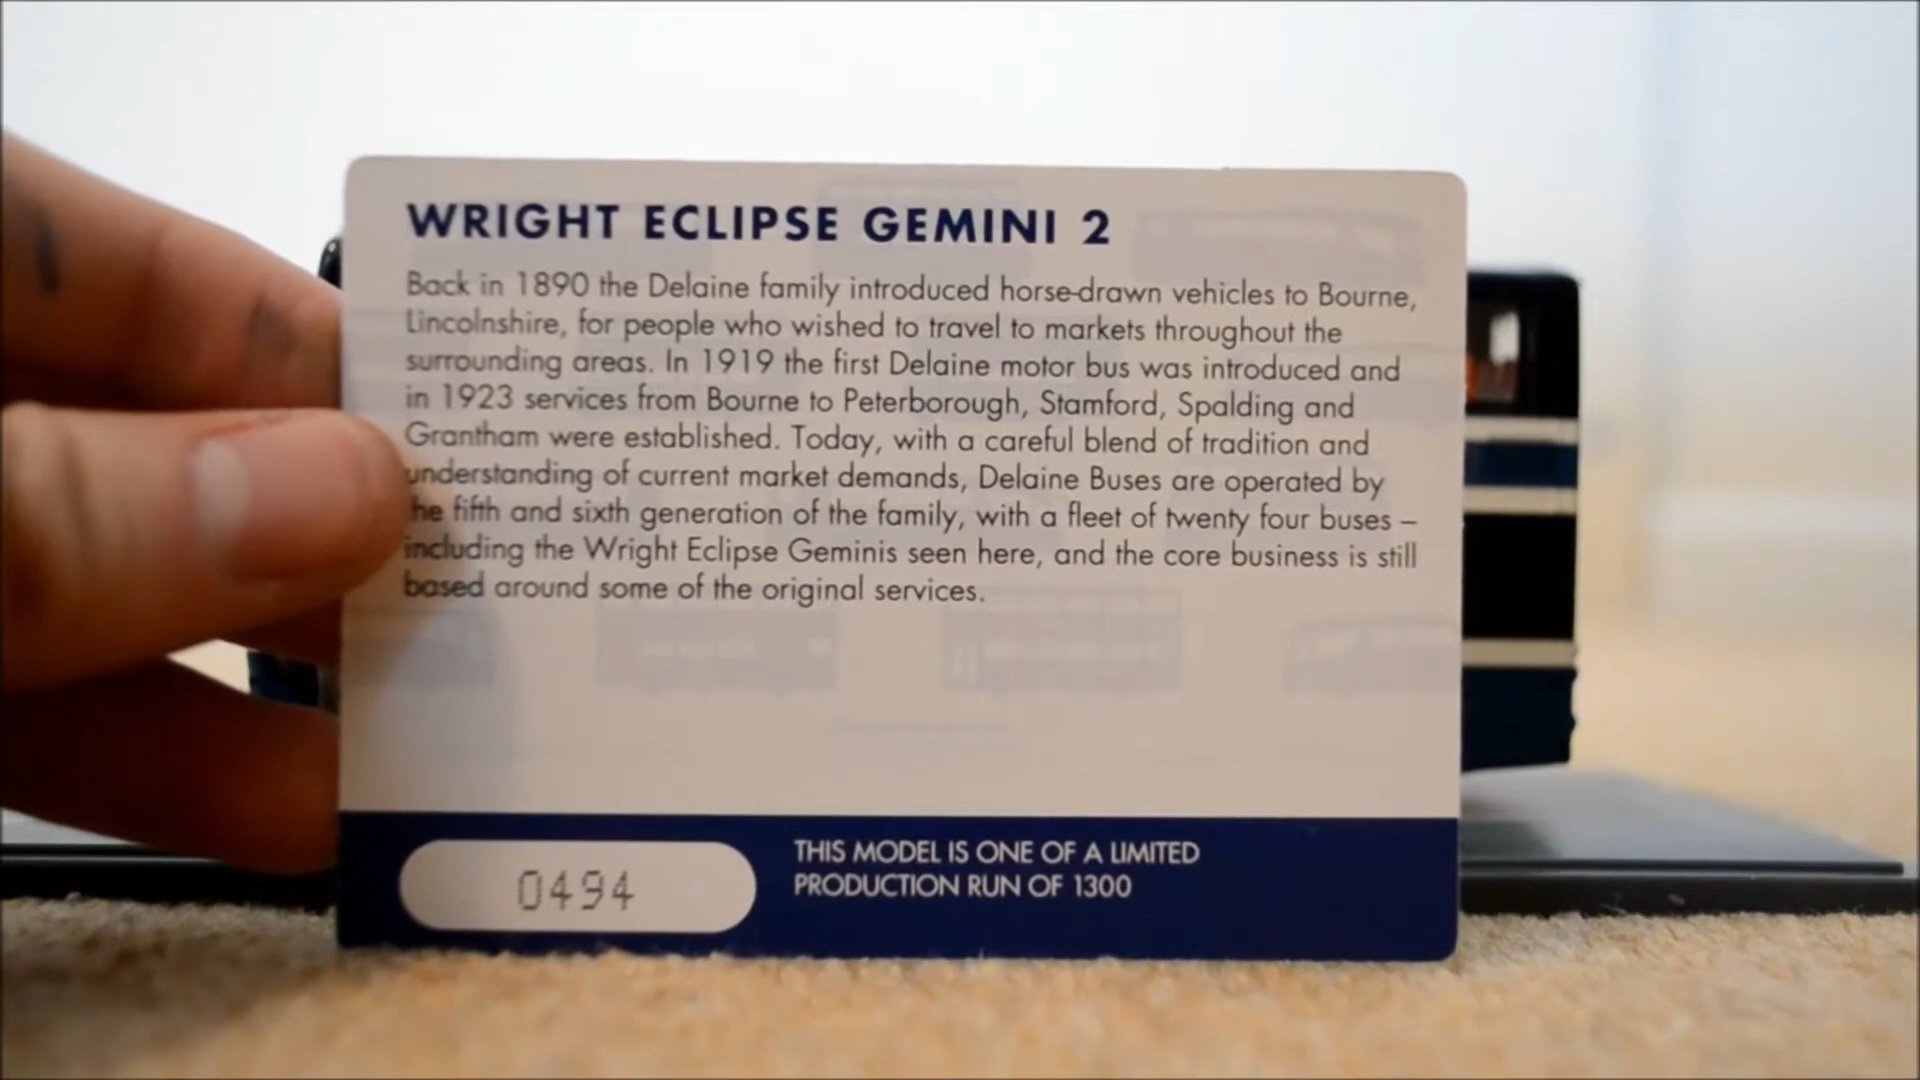 WRIGHT ECLIPSE GEMINI 2
Back in 1890 the Delaine family introduced horse-drawn vehicles to Bourne,
Lincolnshire, for people who wished to travel to markets throughout the
surrounding areas. In 1919 the first Delaine motor bus was introduced and
in 1923 services from Bourne to Peterborough, Stamford, Spalding and
Grantham were established. Today, with a careful blend of tradition and
understanding of current market demands, Delaine Buses are operated by
the fifth and sixth generation of the family, with a fleet of twenty four buses –
including the Wright Eclipse Geminis seen here, and the core business is still
based around some of the original services.
0494
THIS MODEL IS ONE OF A LIMITED
PRODUCTION RUN OF 1300